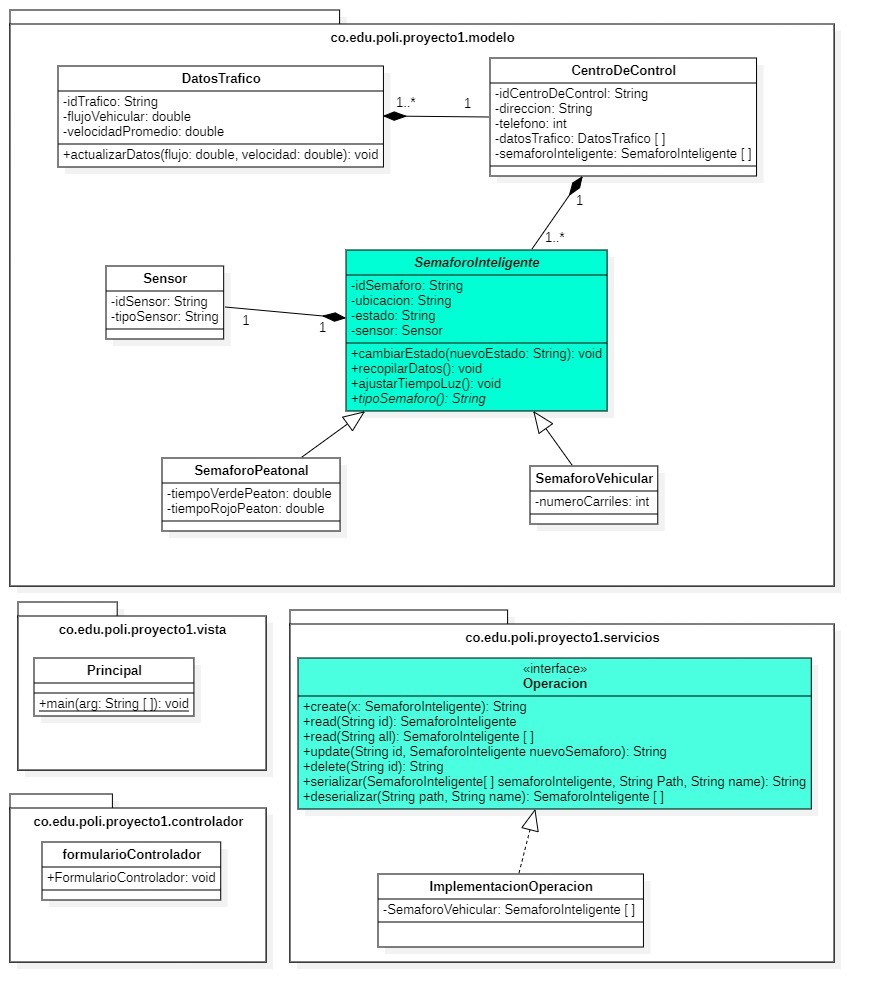 co.edu.poli.proyecto1.modelo
DatosTrafico
-idTrafico: String
-flujoVehicular: double
-velocidadPromedio: double
+actualizarDatos(flujo: double, velocidad: double): void
1..*
1
CentroDeControl
-idCentroDeControl: String
-direccion: String
-telefono: int
-datosTrafico: DatosTrafico [ ]
-semaforoInteligente: SemaforoInteligente [ ]
1
1..*
Sensor
-idSensor: String
-tipoSensor: String
1
1
SemaforoInteligente
-idSemaforo: String
-ubicacion: String
-estado: String
-sensor: Sensor
+cambiarEstado(nuevoEstado: String): void
+recopilarDatos(): void
+ajustarTiempoLuz(): void
+tipoSemaforo(): String
SemaforoPeatonal
-tiempoVerdePeaton: double
-tiempoRojoPeaton: double
SemaforoVehicular
-numeroCarriles: int
co.edu.poli.proyecto1.vista
Principal
+main(arg: String [ ]): void
co.edu.poli.proyecto1.controlador
formularioControlador
+FormularioControlador: void
co.edu.poli.proyecto1.servicios
«interface»
Operacion
+create(x: SemaforoInteligente): String
+read(String id): SemaforoInteligente
+read(String all): SemaforoInteligente [ ]
+update(String id, SemaforoInteligente nuevoSemaforo): String
+delete(String id): String
+serializar(SemaforoInteligente[ ] semaforoInteligente, String Path, String name): String
+deserializar(String path, String name): SemaforoInteligente [ ]
ImplementacionOperacion
-SemaforoVehicular: SemaforoInteligente [ ]